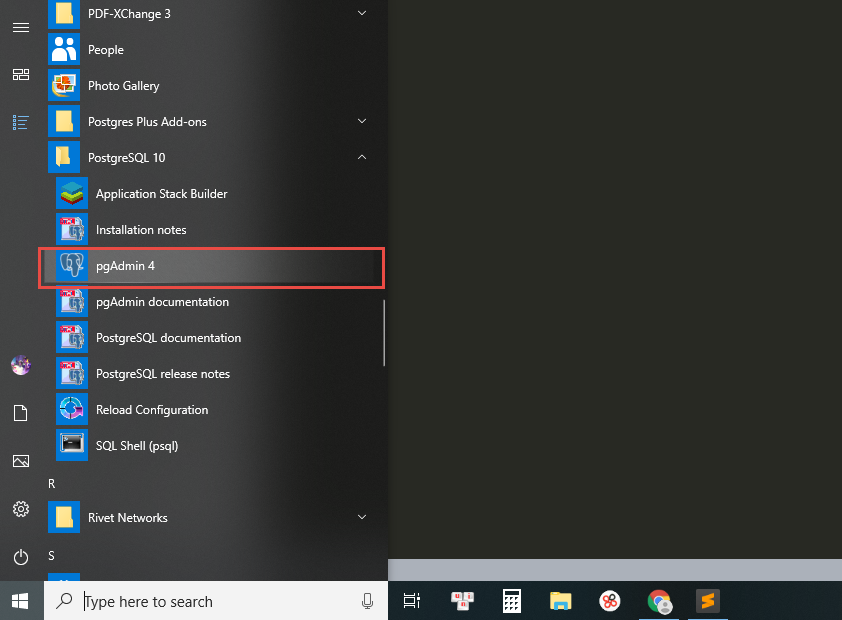 PDF-XChange 3
People
Photo Gallery
Postgres Plus Add-ons
PostgreSQL 10
Application Stack Builder
Installation notes
pgAdmin 4
pgAdmin documentation
PostgreSQL documentation
PostgreSQL release notes
Reload Configuration
SQL Shell (psql)
R
Rivet Networks
S
Type here to search